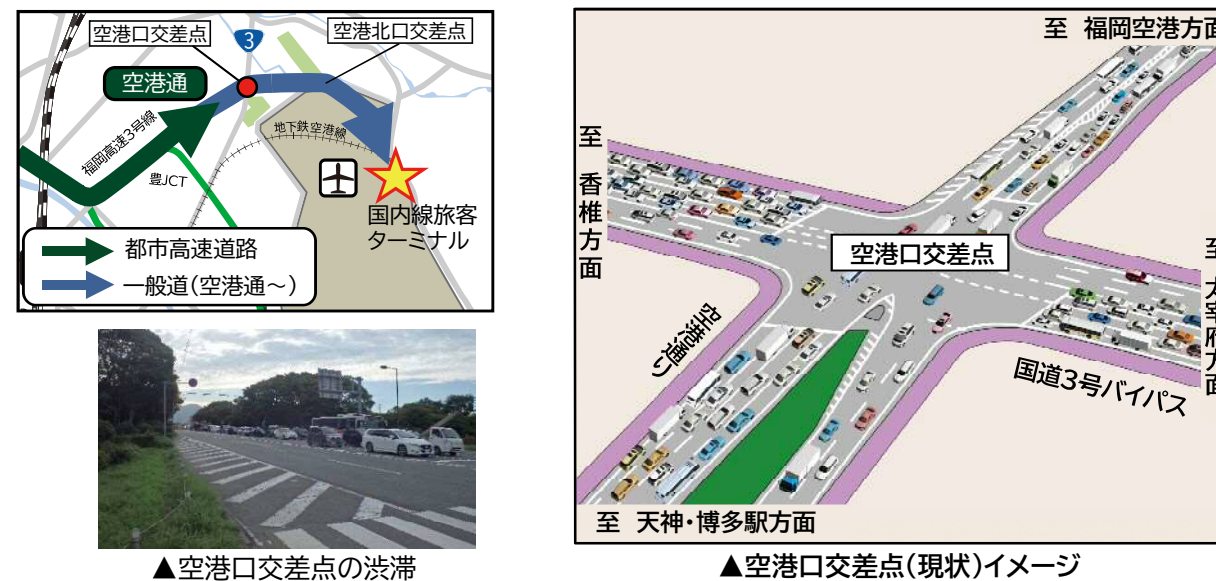 空港口交差点
3
空港北口交差点
空港通
福岡高速3号線
地下鉄空港線
豊JCT
国内線旅客
ターミナル
都市高速道路
一般道(空港通～)
▲空港口交差点の渋滞
至 福岡空港方面
至 香椎方面
空港口交差点
至 太宰府方面
空港通り
国道3号バイパス
至 天神・博多駅方面
▲空港口交差点(現状)イメージ